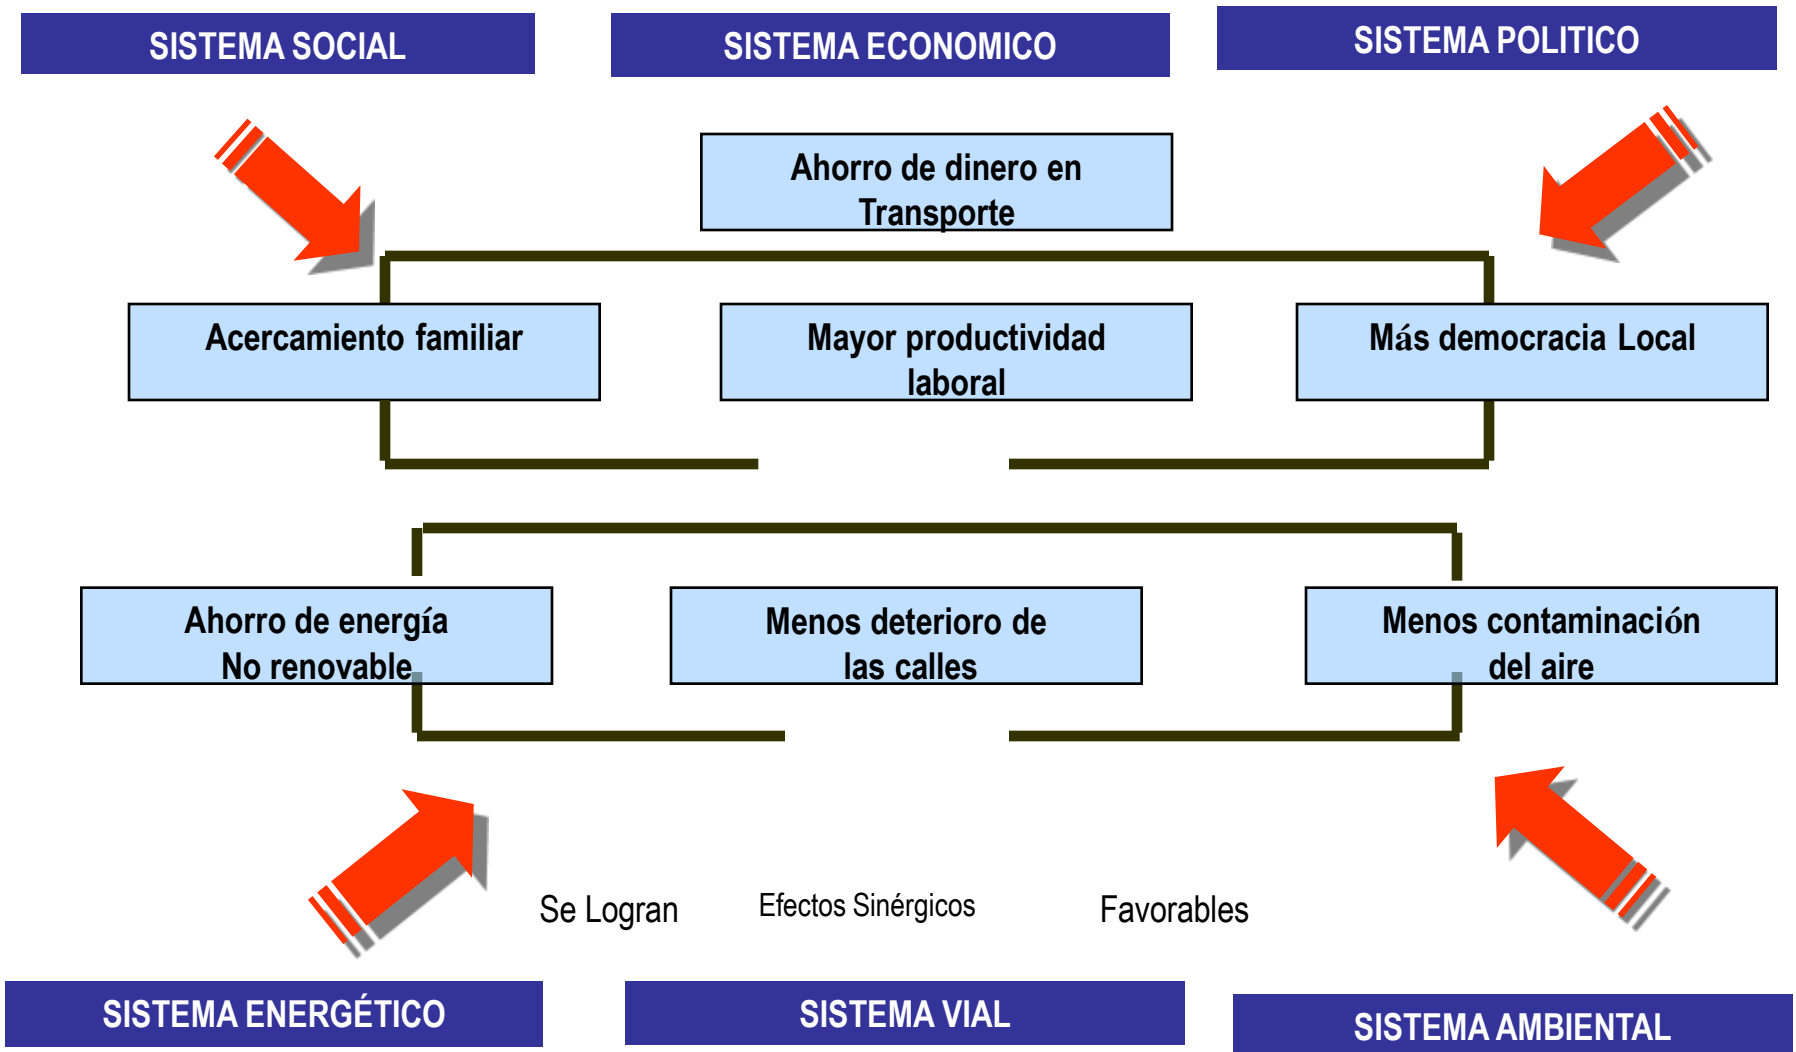 SISTEMA SOCIAL
SISTEMA ECONOMICO
SISTEMA POLITICO
Ahorro de dinero en
Transporte
Acercamiento familiar
Mayor productividad
laboral
Más democracia Local
Ahorro de energía
No renovable
Menos deterioro de
las calles
Menos contaminación
del aire
Se Logran
Efectos Sinérgicos
Favorables
SISTEMA ENERGÉTICO
SISTEMA VIAL
SISTEMA AMBIENTAL